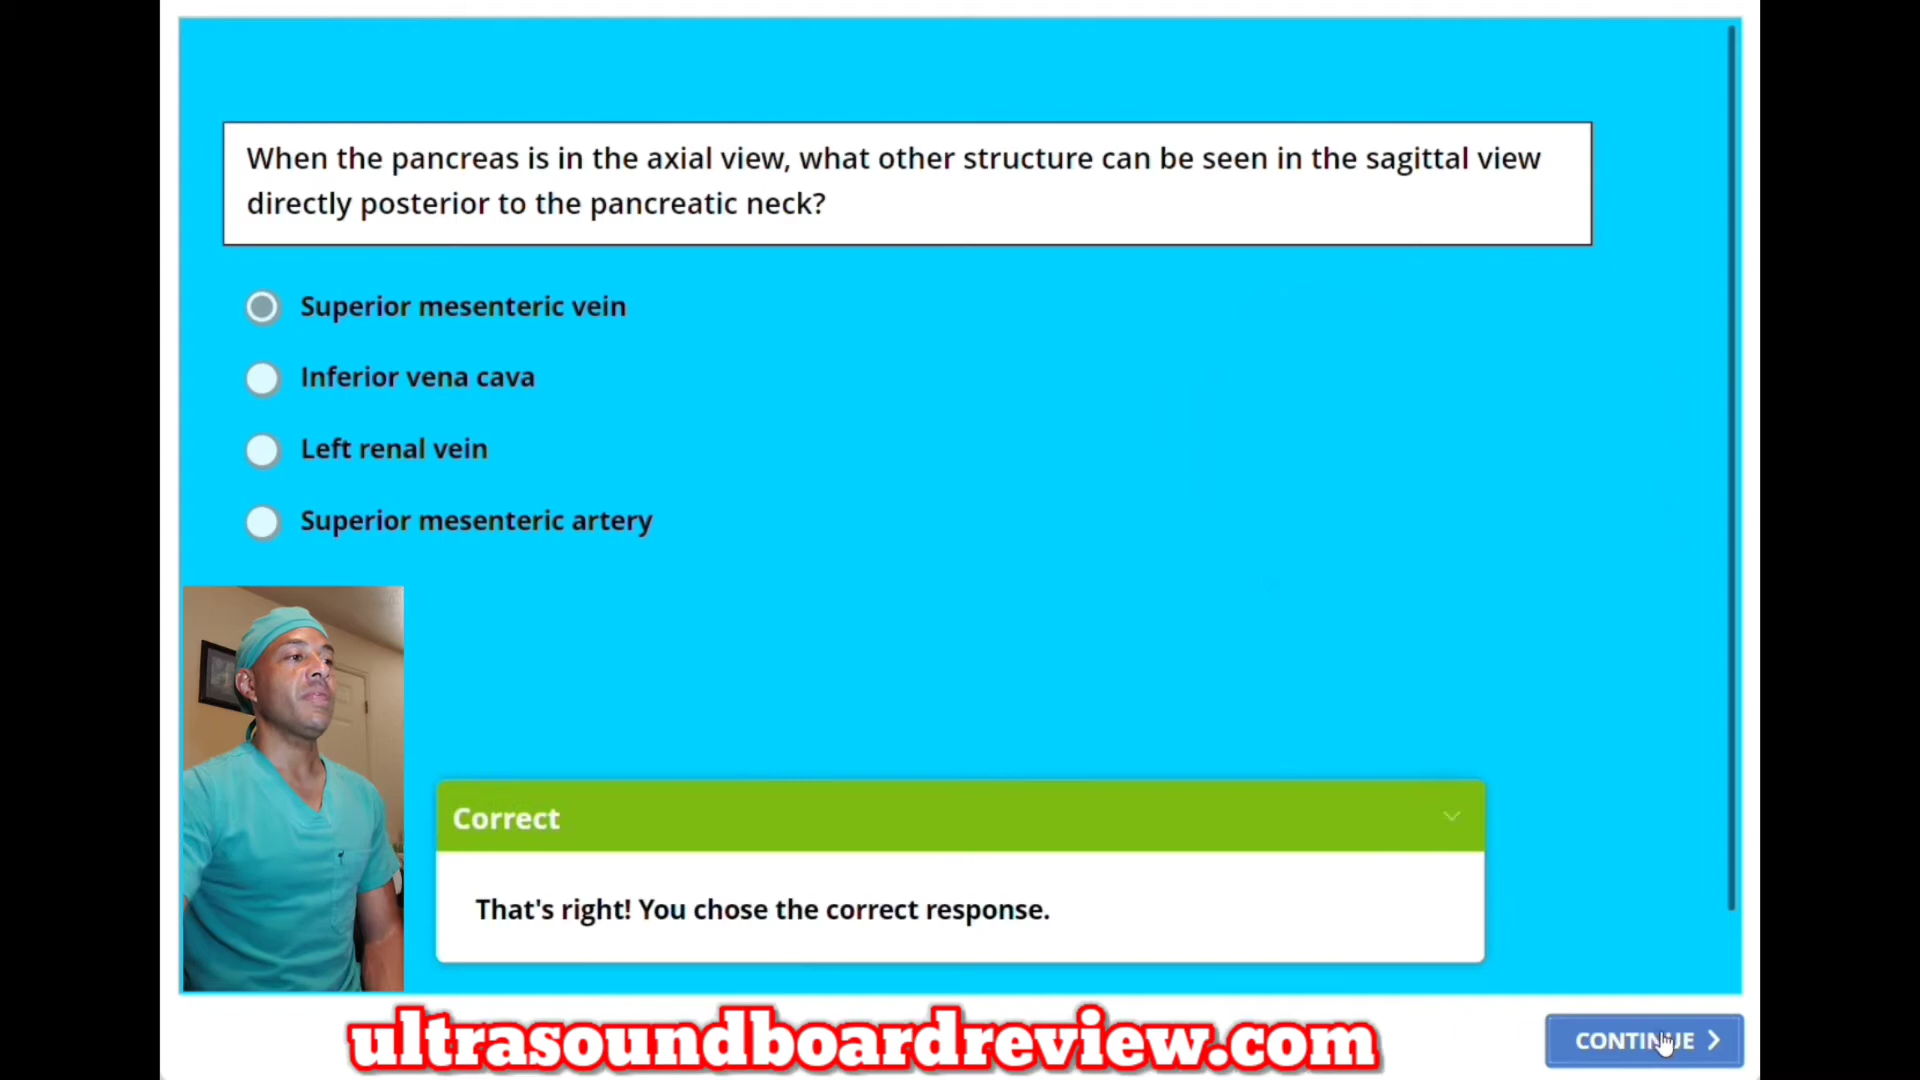 When the pancreas is in the axial view, what other structure can be seen in the sagittal view
directly posterior to the pancreatic neck?
Superior mesenteric vein
Inferior vena cava
Left renal vein
Superior mesenteric artery
Correct
That's right! You chose the correct response.
ultrasoundboardreview.com
CONTINUE